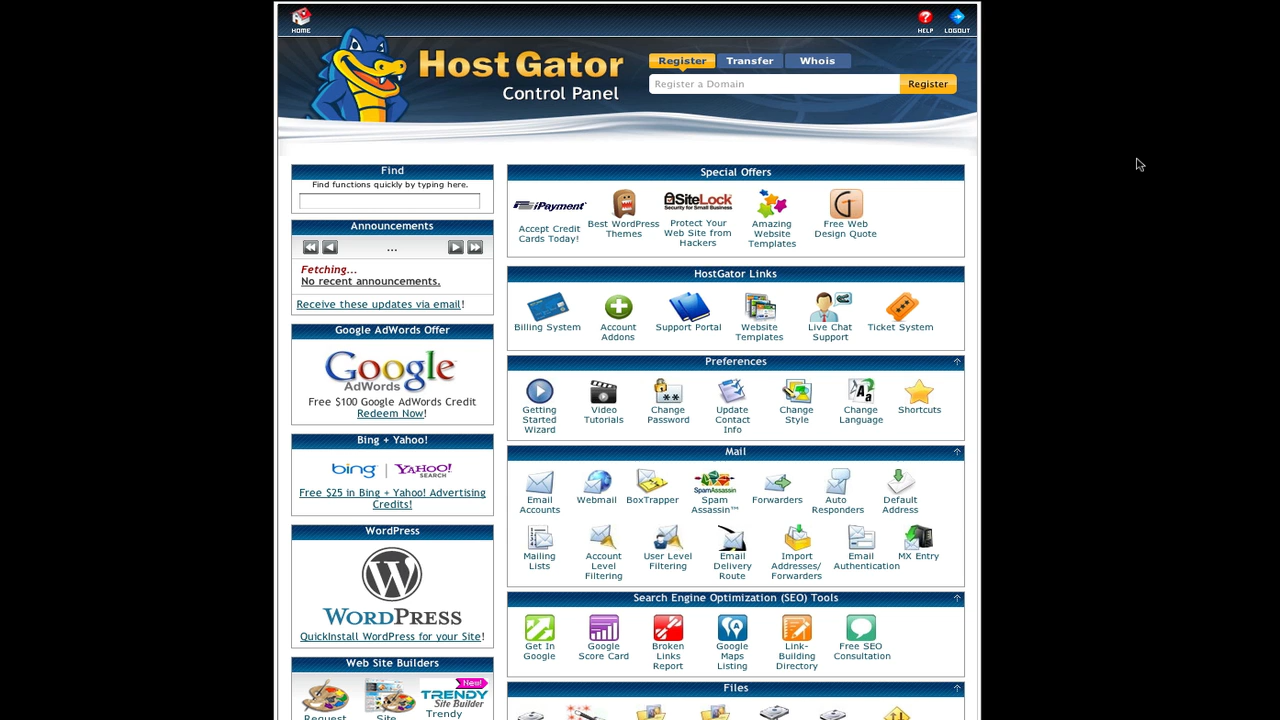 HOME
HELP
LOGOUT
HostGator
Control Panel
Register
Transfer
Whois
Register a Domain
Register
Find
Find functions quickly by typing here.
Announcements
...
Fetching...
No recent announcements.
Receive these updates via email!
Google AdWords Offer
Google
AdWords
Free $100 Google AdWords Credit
Redeem Now!
Bing + Yahoo!
bing | YAHOO!
SEARCH
Free $25 in Bing + Yahoo! Advertising
Credits!
WordPress
WORDPRESS
QuickInstall WordPress for your Site!
Web Site Builders
New!
TRENDY
Site Builder
Request
Site
Trendy
Special Offers
iPayment
Accept Credit
Cards Today!
Best WordPress
Themes
SiteLock
Security for Small Business
Protect Your
Web Site from
Hackers
Amazing
Website
Templates
Free Web
Design Quote
HostGator Links
Billing System
Account
Addons
Support Portal
Website
Templates
Live Chat
Support
Ticket System
Preferences
Getting
Started
Wizard
Video
Tutorials
Change
Password
Update
Contact
Info
Change
Style
Change
Language
Shortcuts
Mail
Email
Accounts
Webmail
BoxTrapper
SpamAssassin
Spam
Assassin™
Forwarders
Auto
Responders
Default
Address
Mailing
Lists
Account
Level
Filtering
User Level
Filtering
Email
Delivery
Route
Import
Addresses/
Forwarders
Email
Authentication
MX Entry
Search Engine Optimization (SEO) Tools
Get In
Google
Google
Score Card
Broken
Links
Report
Google
Maps
Listing
Link-
Building
Directory
Free SEO
Consultation
Files